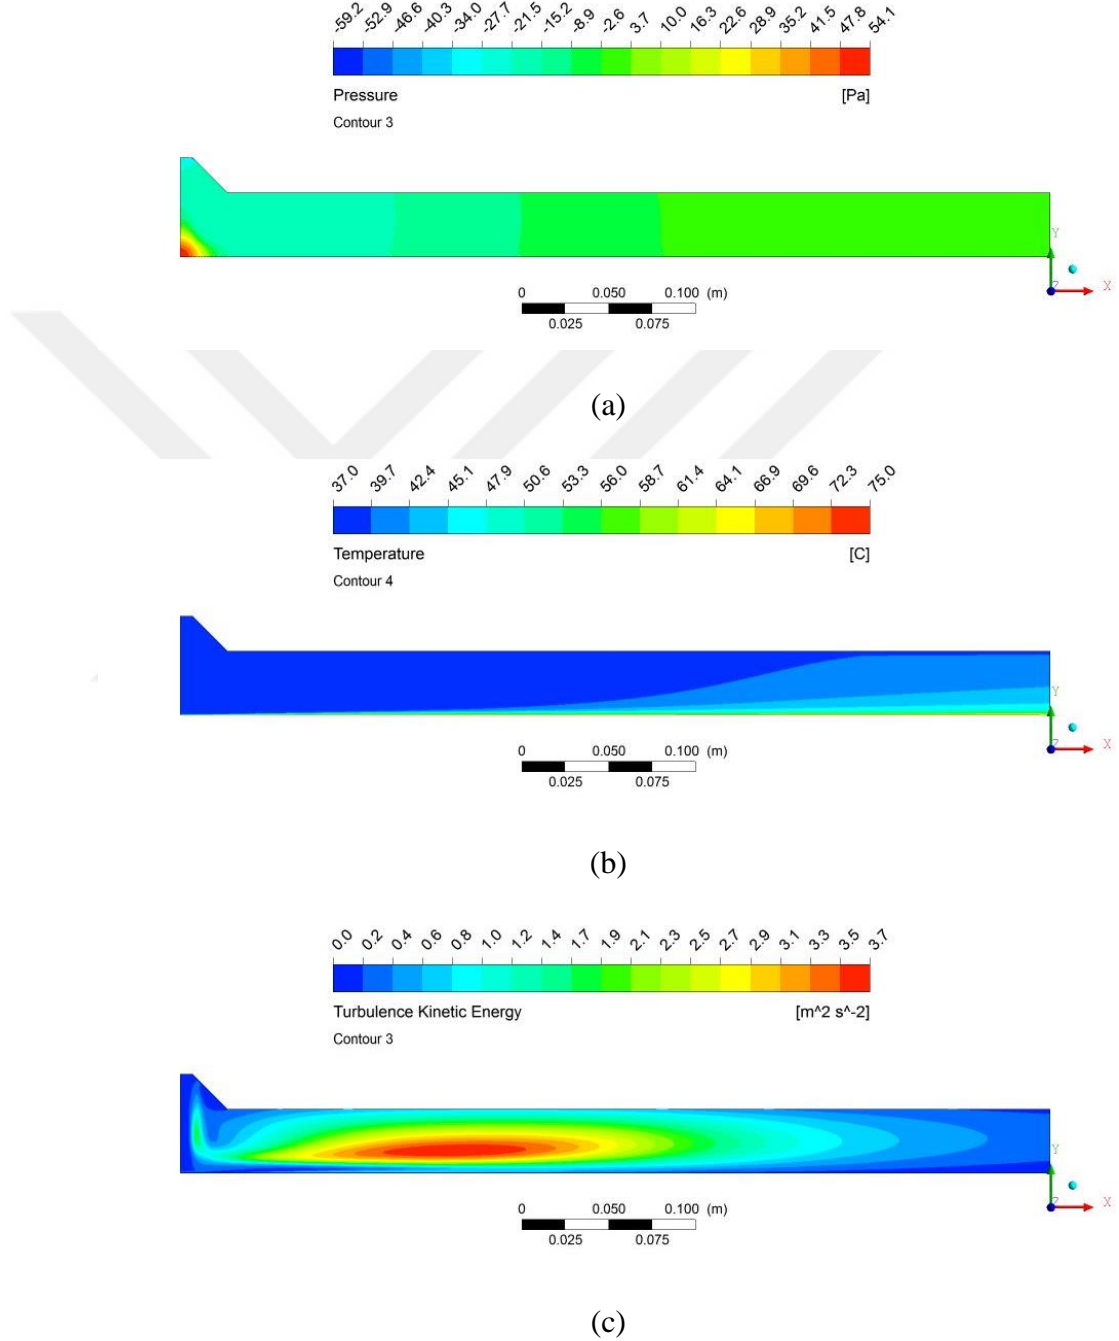 -59.2 -52.9 -46.6 -40.3 -34.0 -27.7 -21.5 -15.2 -8.9 -2.6 3.7 10.0 16.3 22.6 28.9 35.2 41.5 47.8 54.1
Pressure [Pa]
Contour 3
Y
0 0.050 0.100 (m)
Z X
0.025 0.075
(a)
37.0 39.7 42.4 45.1 47.9 50.6 53.3 56.0 58.7 61.4 64.1 66.9 69.6 72.3 75.0
Temperature [C]
Contour 4
Y
0 0.050 0.100 (m)
Z X
0.025 0.075
(b)
0.0 0.2 0.4 0.6 0.8 1.0 1.2 1.4 1.7 1.9 2.1 2.3 2.5 2.7 2.9 3.1 3.3 3.5 3.7
Turbulence Kinetic Energy [m^2 s^-2]
Contour 3
Y
0 0.050 0.100 (m)
Z X
0.025 0.075
(c)